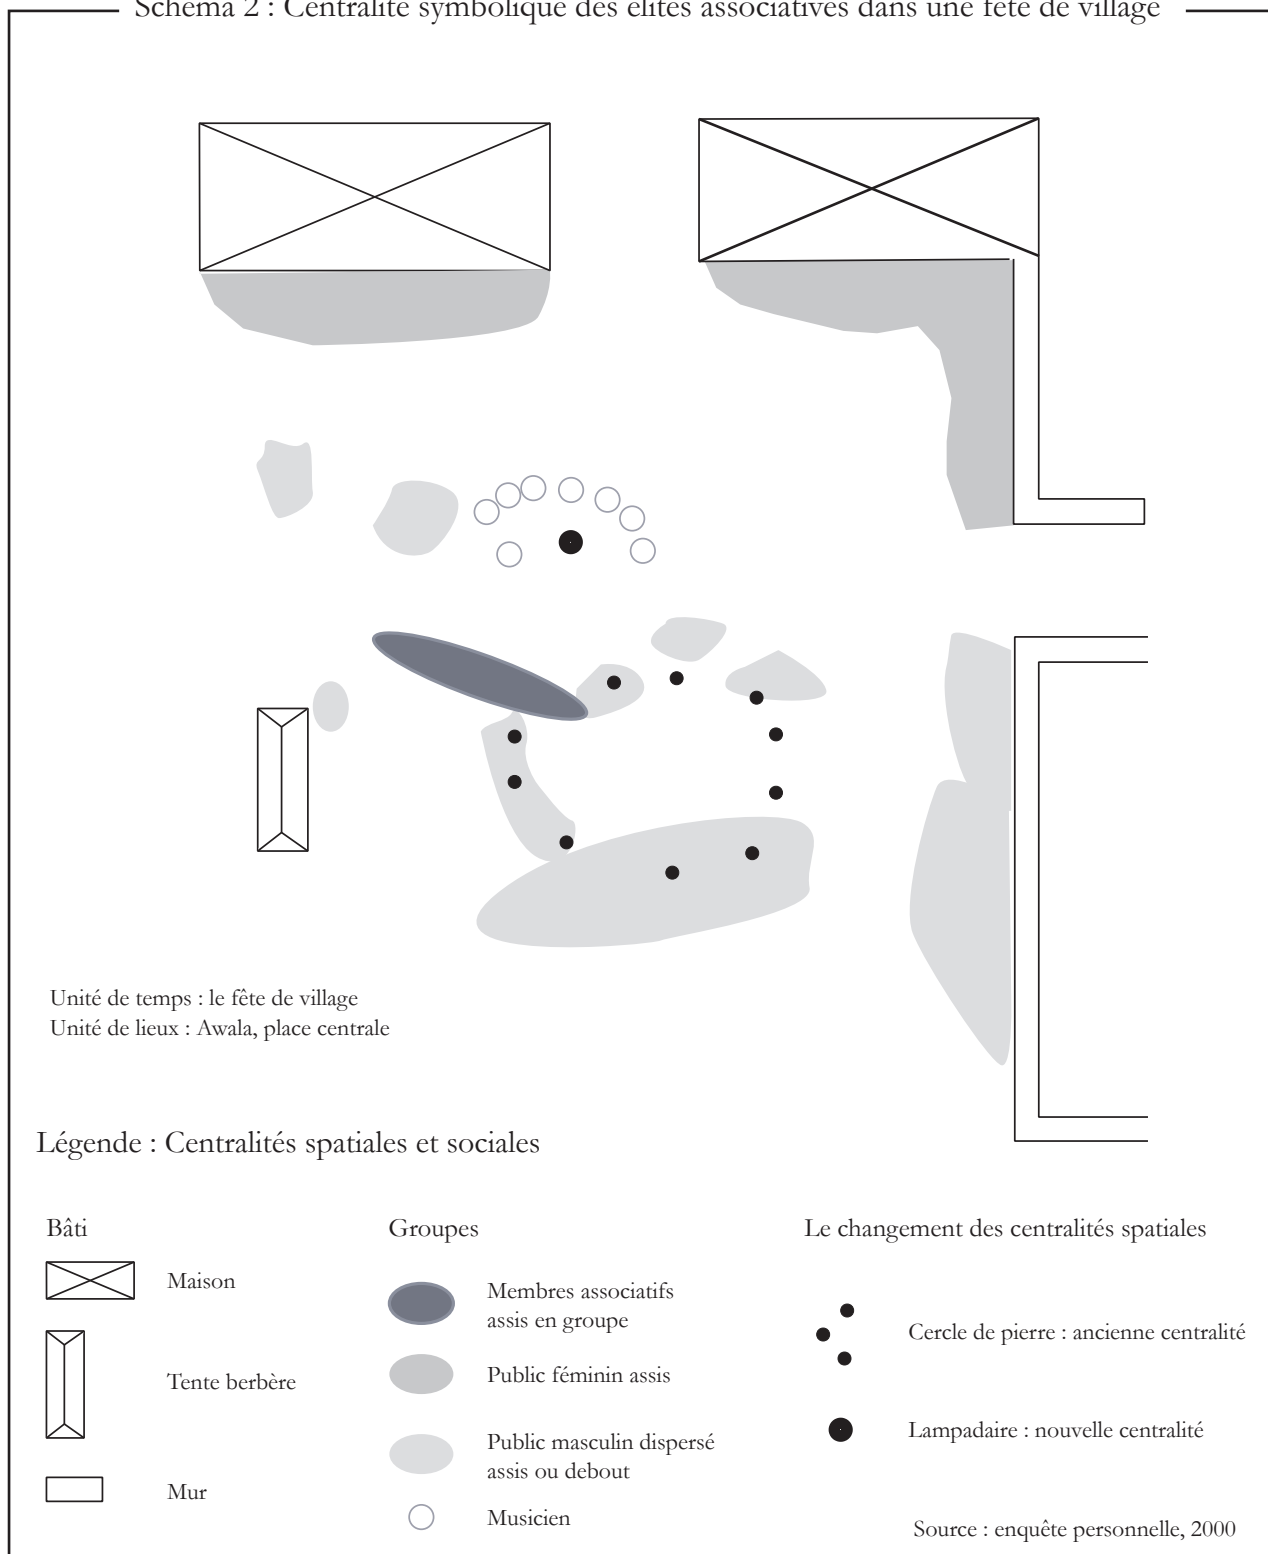 Schéma 2 : Centralité symbolique des élites associatives dans une fête de village
Unité de temps : le fête de village
Unité de lieux : Awala, place centrale
Légende : Centralités spatiales et sociales
Bâti
Maison
Tente berbère
Mur
Groupes
Membres associatifs
assis en groupe
Public féminin assis
Public masculin dispersé
assis ou debout
Musicien
Le changement des centralités spatiales
Cercle de pierre : ancienne centralité
Lampadaire : nouvelle centralité
Source : enquête personnelle, 2000